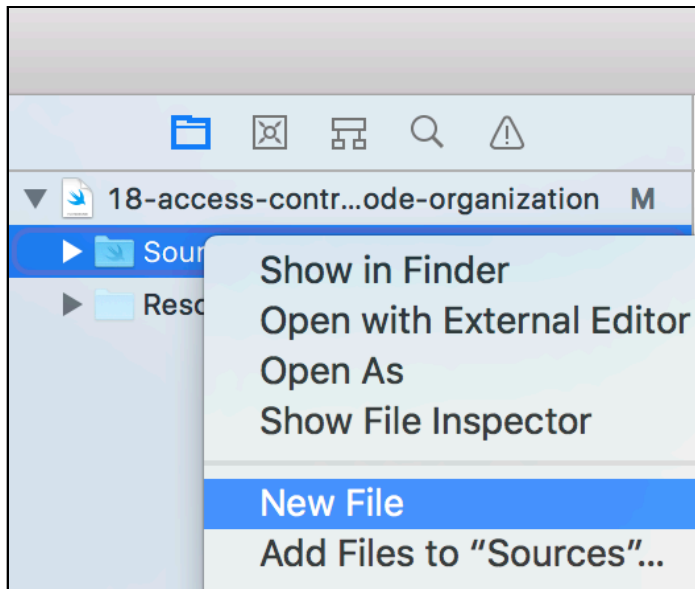 18-access-contr...ode-organization M
Sour
Reso
Show in Finder
Open with External Editor
Open As
Show File Inspector
New File
Add Files to “Sources”...